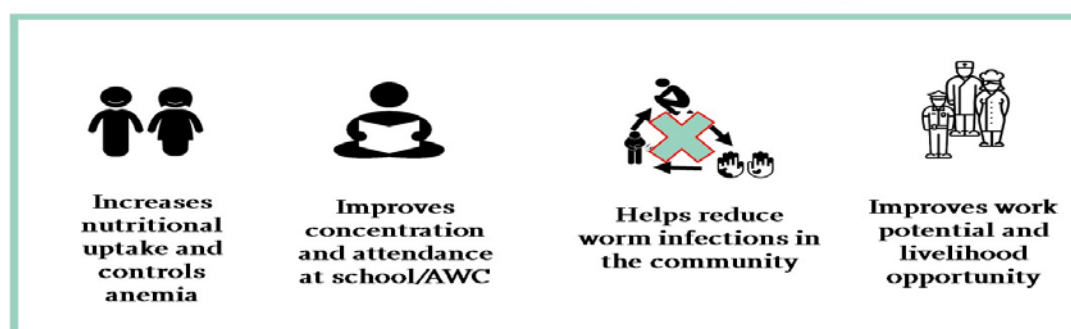 Increases
nutritional
uptake and
controls
anemia
Improves
concentration
and attendance
at school/AWC
Helps reduce
worm infections in
the community
Improves work
potential and
livelihood
opportunity